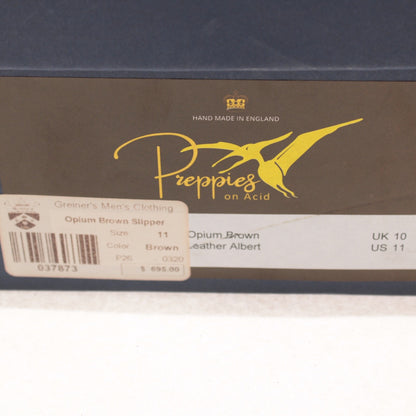 HAND MADE IN ENGLAND
Preppies
on Acid
Greiner's Men's Clothing
Opium Brown Slipper
Size 11
Color Brown
P26 0320
037873
$ 695.00
Opium Brown UK 10
Leather Albert US 11